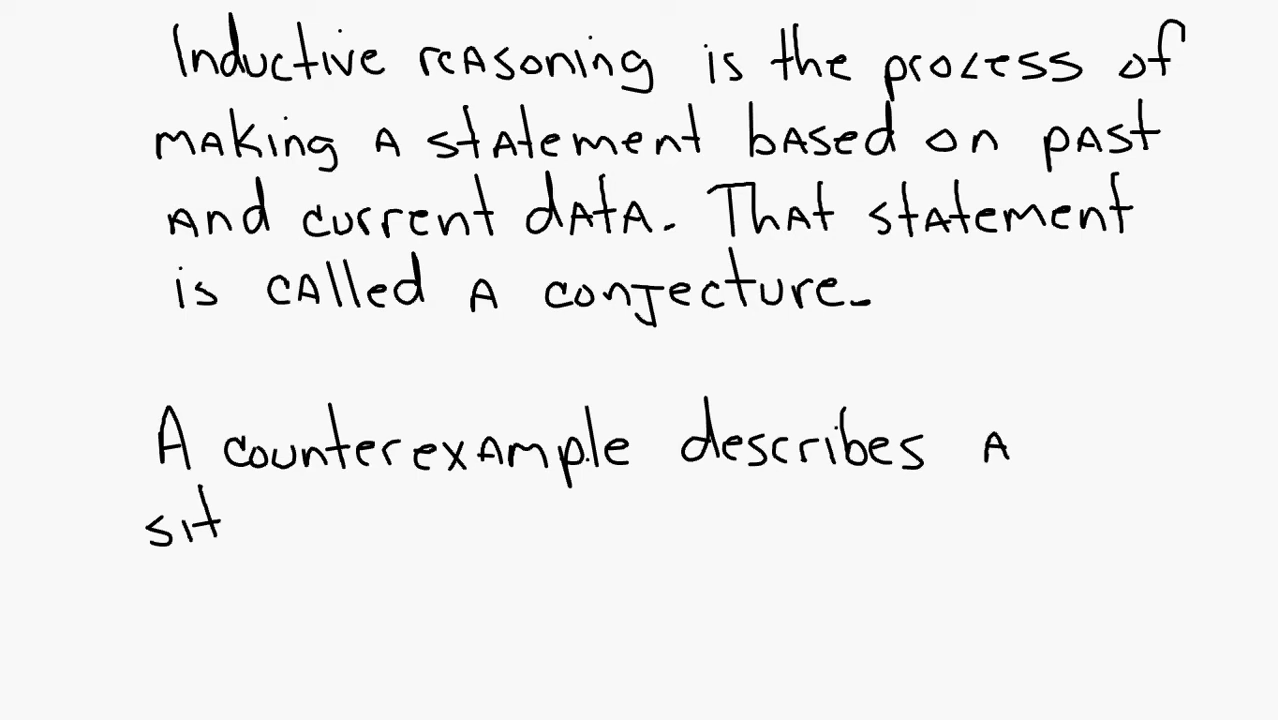 Inductive reasoning is the process of
making a statement based on past
and current data. That statement
is called a conjecture.
A counterexample describes a
sit